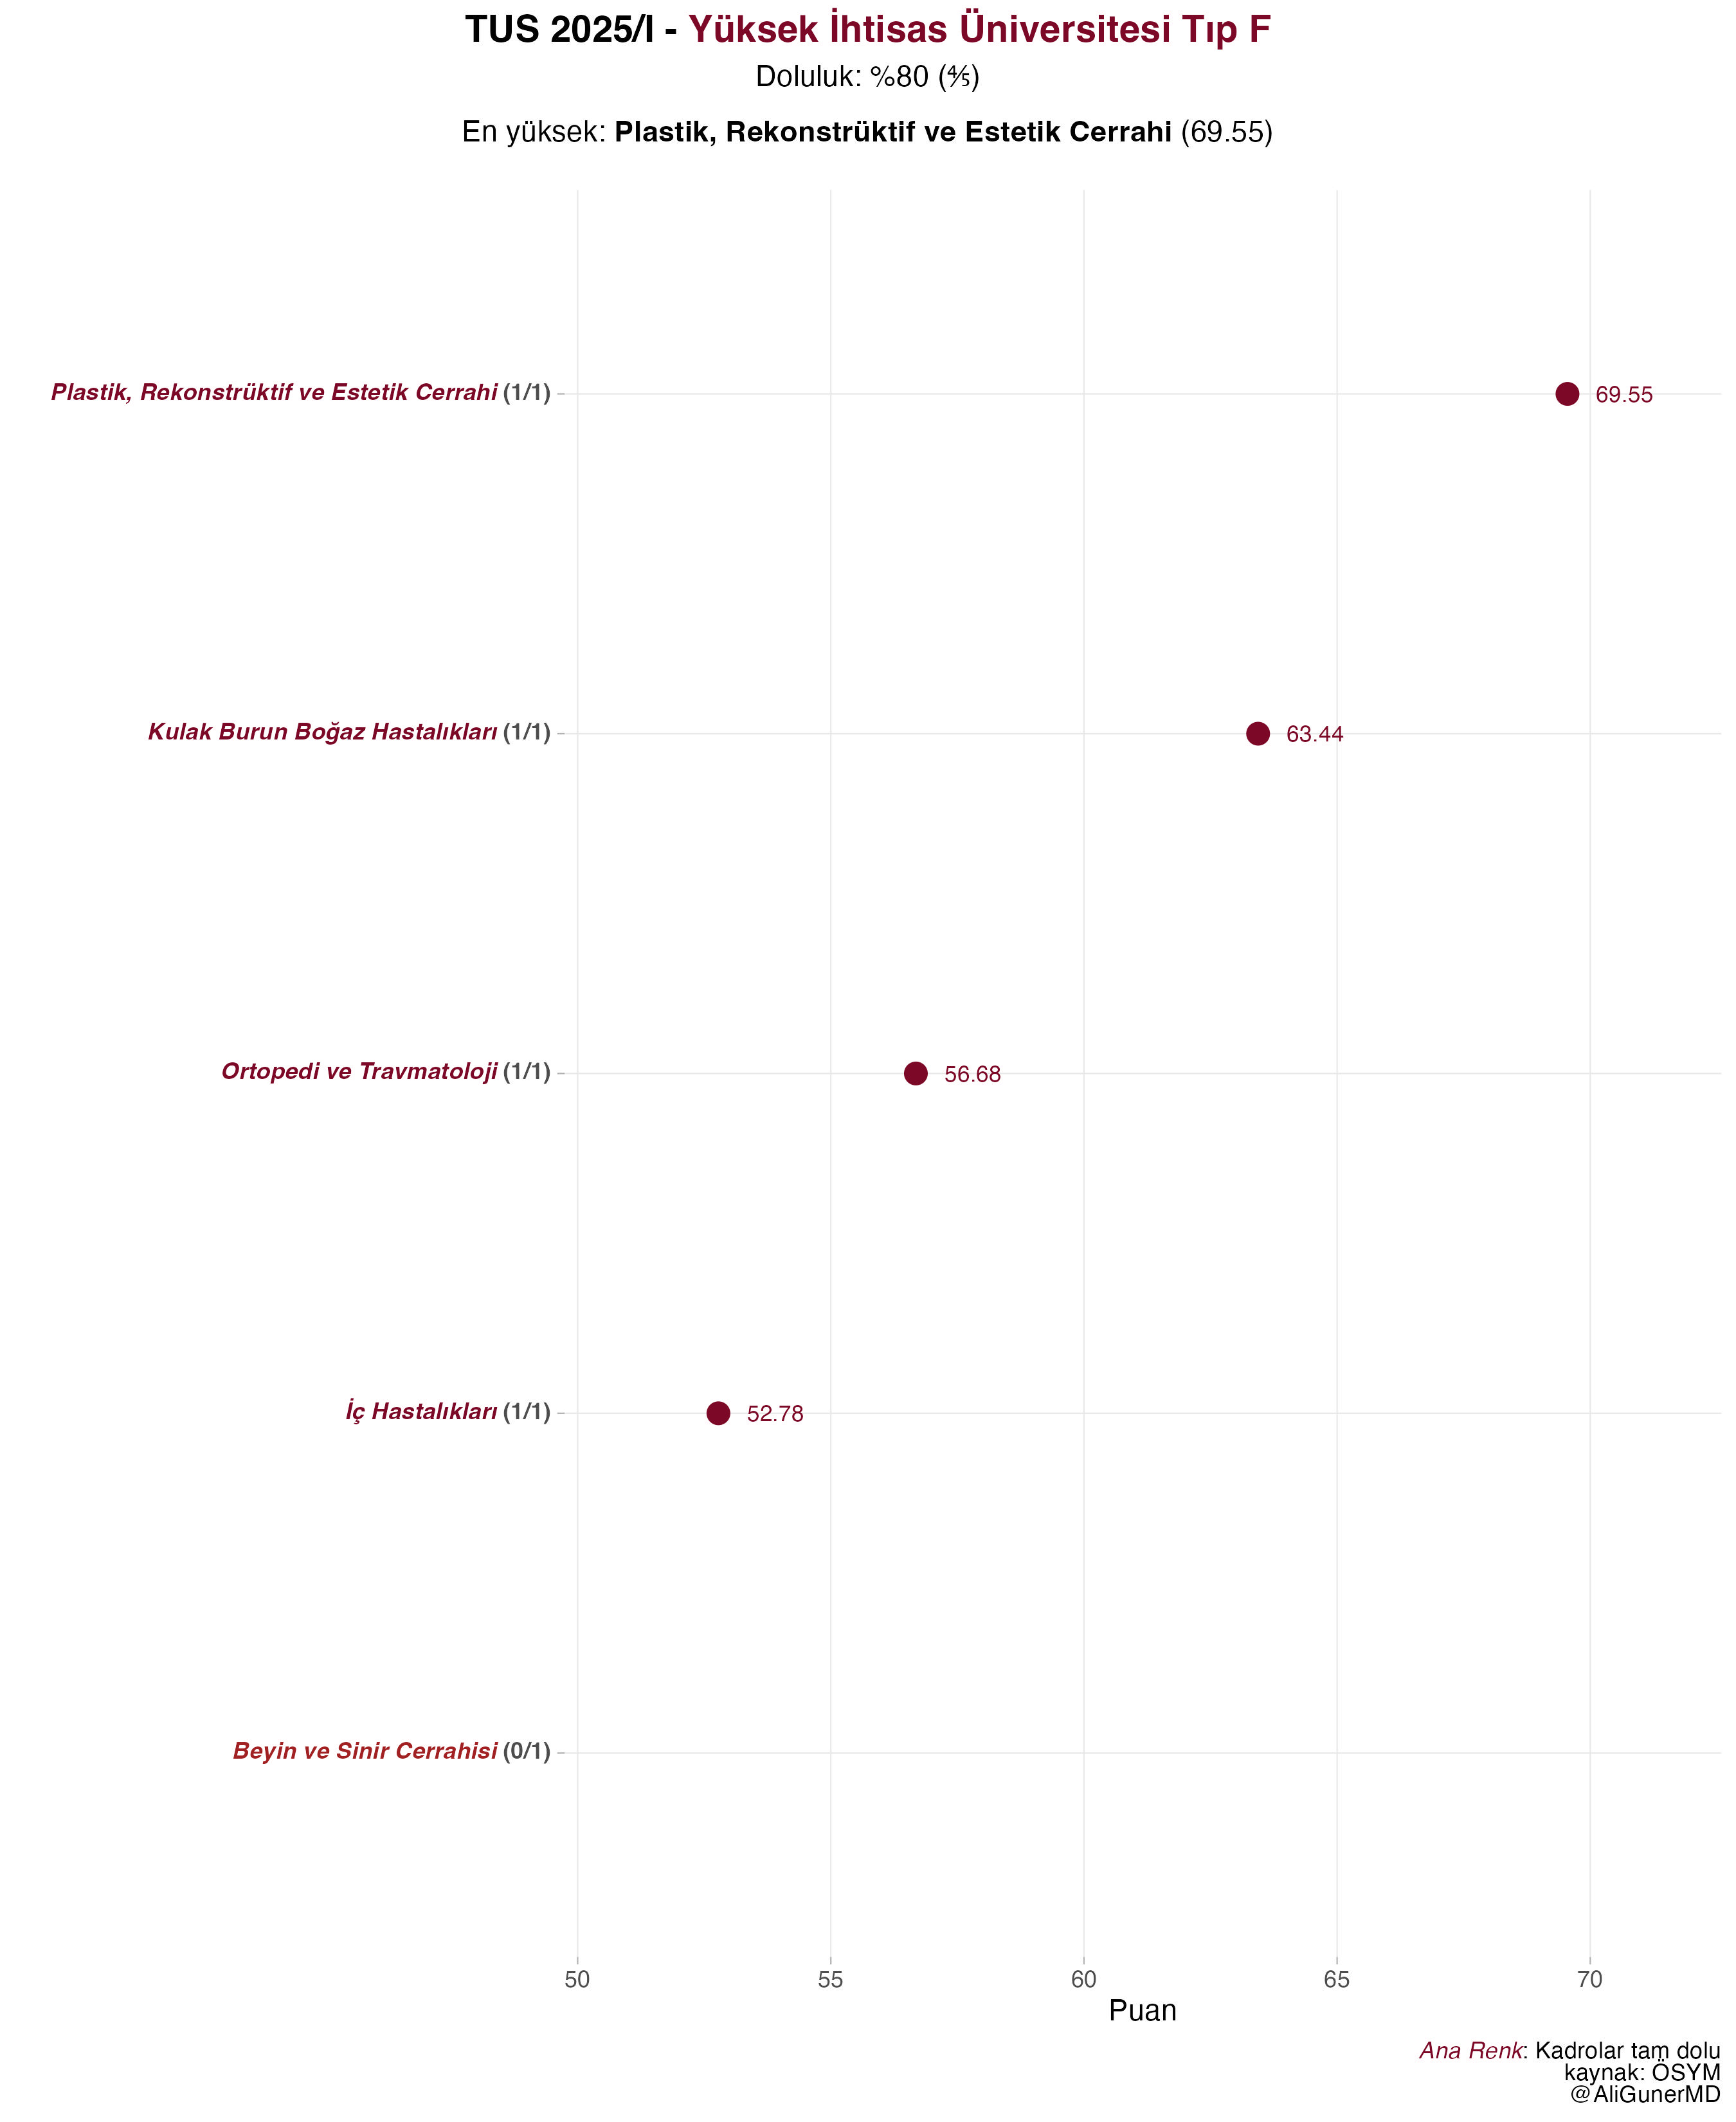 TUS 2025/I - Yüksek İhtisas Üniversitesi Tıp F
Doluluk: %80 (⅘)
En yüksek: Plastik, Rekonstrüktif ve Estetik Cerrahi (69.55)
Plastik, Rekonstrüktif ve Estetik Cerrahi (1/1) 69.55
Kulak Burun Boğaz Hastalıkları (1/1) 63.44
Ortopedi ve Travmatoloji (1/1) 56.68
İç Hastalıkları (1/1) 52.78
Beyin ve Sinir Cerrahisi (0/1)
50 55 60 65 70
Puan
Ana Renk: Kadrolar tam dolu
kaynak: ÖSYM
@AliGunerMD